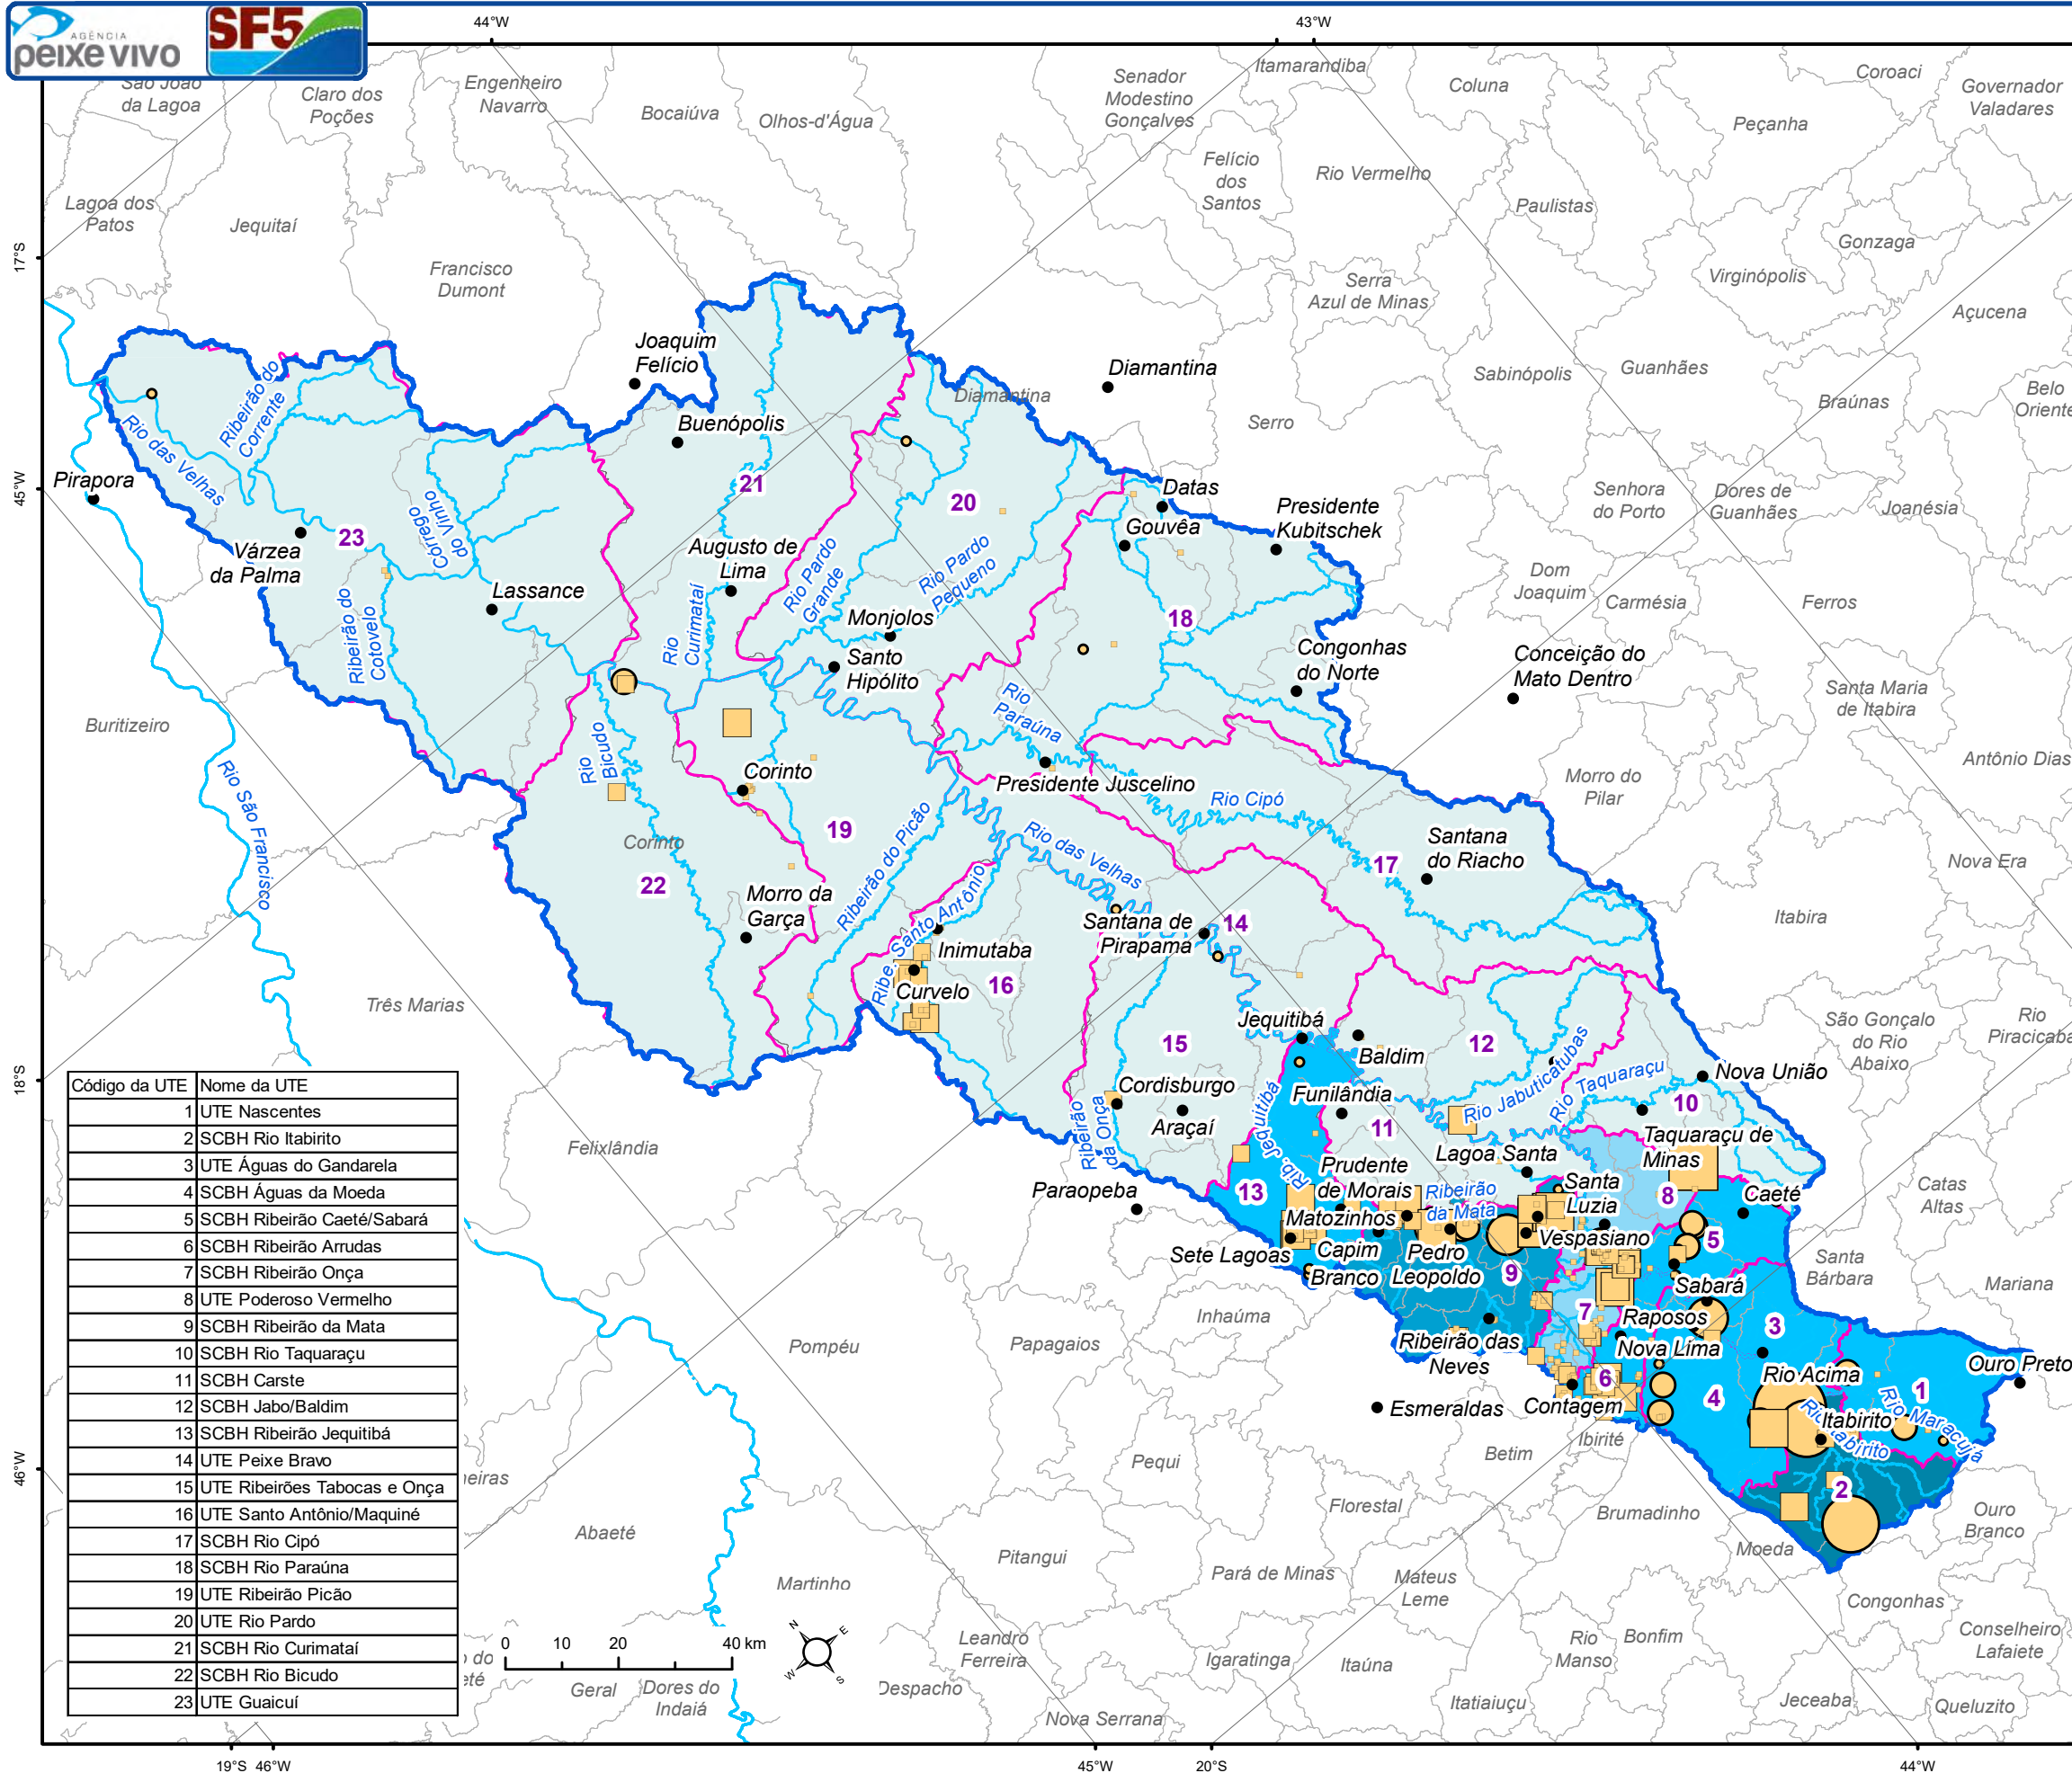 AGÊNCIA
peixe vivo
SF5
44°W
43°W
17°S
45°W
18°S
46°W
19°S
46°W
45°W
20°S
44°W
São João
da Lagoa
Claro dos
Poções
Engenheiro
Navarro
Bocaiúva
Olhos-d'Água
Senador
Modestino
Gonçalves
Itamarandiba
Coluna
Coroaci
Governador
Valadares
Peçanha
Felício
dos
Santos
Rio Vermelho
Paulistas
Lagoa dos
Patos
Jequitaí
Francisco
Dumont
Serra
Azul de Minas
Gonzaga
Virginópolis
Açucena
Joaquim
Felício
Diamantina
Diamantina
Sabinópolis
Guanhães
Braúnas
Belo
Oriente
Serro
Buenópolis
Ribeirão do
Corrente
Rio das Velhas
Pirapora
Córrego
do Vinho
21
20
Datas
Gouvêa
Presidente
Kubitschek
Senhora
do Porto
Dores de
Guanhães
Joanésia
23
Várzea
da Palma
Augusto de
Lima
Rio Pardo
Grande
Rio Pardo
Pequeno
Lassance
Ribeirão do
Cotovelo
Rio
Curimataí
Monjolos
Santo
Hipólito
18
Dom
Joaquim
Carmésia
Ferros
Congonhas
do Norte
Conceição do
Mato Dentro
Santa Maria
de Itabira
Buritizeiro
Rio São Francisco
Rio
Bicudo
Rio
Paraúna
Corinto
Presidente Juscelino
Rio Cipó
Morro do
Pilar
Antônio Dias
19
Corinto
22
Ribeirão do Picão
Rio das Velhas
Santana
do Riacho
17
Nova Era
Morro da
Garça
Ribe. Santo Antônio
Inimutaba
Curvelo
16
Santana de
Pirapama
14
Itabira
Três Marias
Jequitibá
15
Baldim
12
Rio Jabuticatubas
Rio Taquaraçu
São Gonçalo
do Rio
Abaixo
Rio
Piracicaba
Nova União
Cordisburgo
Araçaí
Ribeirão
da Onça
Rib. Jequitibá
Funilândia
11
10
Taquaraçu de
Minas
Felixlândia
Lagoa Santa
Prudente
de Morais
Paraopeba
13
Ribeirão
da Mata
Santa
Luzia
8
Caeté
Catas
Altas
Matozinhos
Sete Lagoas
Capim
Branco
Pedro
Leopoldo
Vespasiano
9
5
Sabará
Santa
Bárbara
Mariana
Inhaúma
7
Raposos
3
Pompéu
Papagaios
Ribeirão das
Neves
Nova Lima
6
4
Rio Acima
1
Ouro Preto
Esmeraldas
Contagem
Itabirito
Rio Itabirito
Rio Maracujá
Ibirité
Betim
Pequi
Florestal
Brumadinho
2
Moeda
Ouro
Branco
Abaeté
Pitangui
Pará de Minas
Mateus
Leme
Martinho
Congonhas
Conselheiro
Lafaiete
Leandro
Ferreira
Igaratinga
Itaúna
Rio
Manso
Bonfim
Geral
Dores do
Indaiá
Despacho
Nova Serrana
Itatiaiuçu
Jeceaba
Queluzito
eiras
do
eté
Código da UTE Nome da UTE
1 UTE Nascentes
2 SCBH Rio Itabirito
3 UTE Águas do Gandarela
4 SCBH Águas da Moeda
5 SCBH Ribeirão Caeté/Sabará
6 SCBH Ribeirão Arrudas
7 SCBH Ribeirão Onça
8 UTE Poderoso Vermelho
9 SCBH Ribeirão da Mata
10 SCBH Rio Taquaraçu
11 SCBH Carste
12 SCBH Jabo/Baldim
13 SCBH Ribeirão Jequitibá
14 UTE Peixe Bravo
15 UTE Ribeirões Tabocas e Onça
16 UTE Santo Antônio/Maquiné
17 SCBH Rio Cipó
18 SCBH Rio Paraúna
19 UTE Ribeirão Picão
20 UTE Rio Pardo
21 SCBH Rio Curimataí
22 SCBH Rio Bicudo
23 UTE Guaicuí
0 10 20 40 km
N
E
W
S